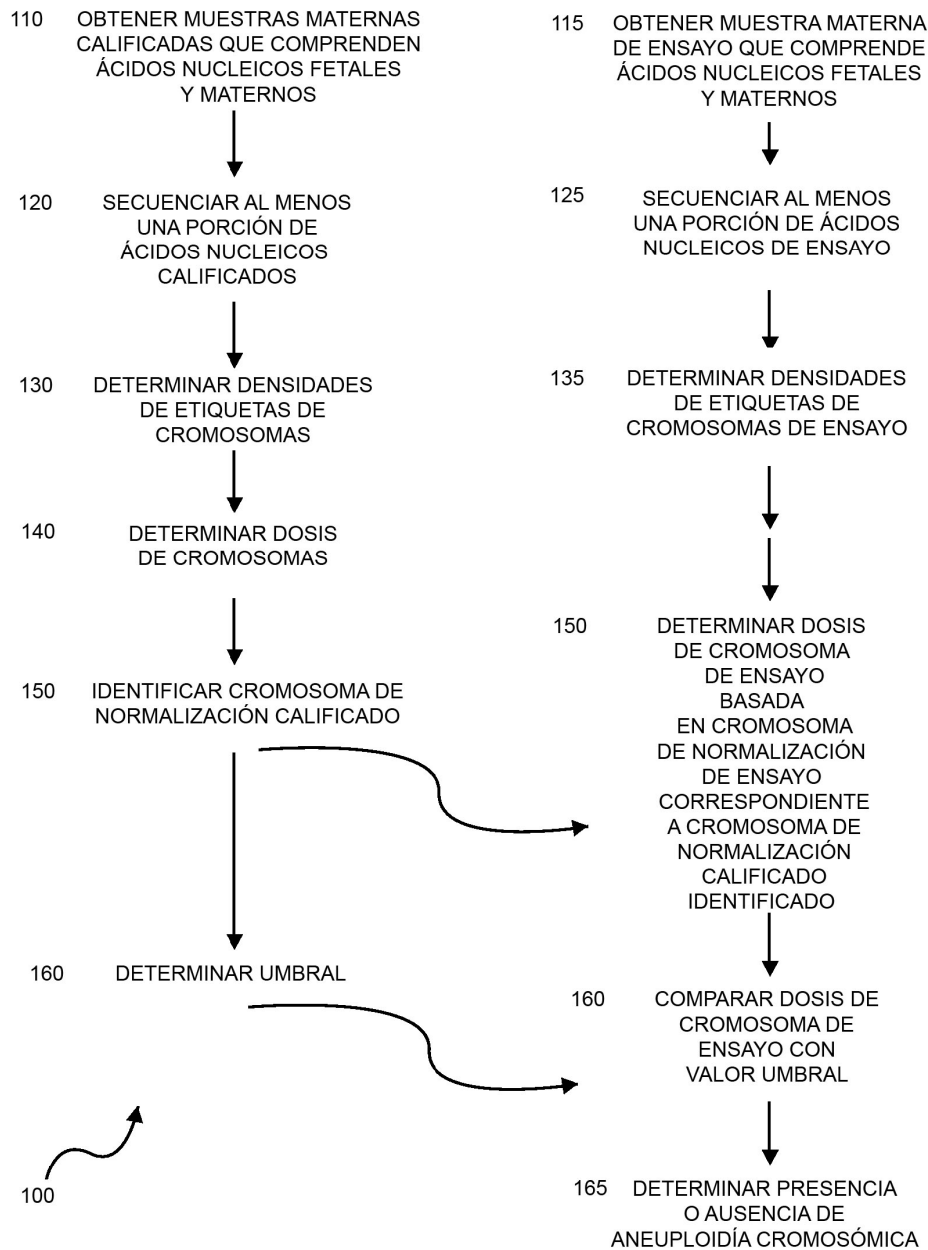 110 OBTENER MUESTRAS MATERNAS
CALIFICADAS QUE COMPRENDEN
ÁCIDOS NUCLEICOS FETALES
Y MATERNOS
120 SECUENCIAR AL MENOS
UNA PORCIÓN DE
ÁCIDOS NUCLEICOS
CALIFICADOS
130 DETERMINAR DENSIDADES
DE ETIQUETAS DE
CROMOSOMAS
140 DETERMINAR DOSIS
DE CROMOSOMAS
150 IDENTIFICAR CROMOSOMA DE
NORMALIZACIÓN CALIFICADO
160 DETERMINAR UMBRAL
100
115 OBTENER MUESTRA MATERNA
DE ENSAYO QUE COMPRENDE
ÁCIDOS NUCLEICOS FETALES
Y MATERNOS
125 SECUENCIAR AL MENOS
UNA PORCIÓN DE ÁCIDOS
NUCLEICOS DE ENSAYO
135 DETERMINAR DENSIDADES
DE ETIQUETAS DE
CROMOSOMAS DE ENSAYO
150 DETERMINAR DOSIS
DE CROMOSOMA
DE ENSAYO
BASADA
EN CROMOSOMA
DE NORMALIZACIÓN
DE ENSAYO
CORRESPONDIENTE
A CROMOSOMA DE
NORMALIZACIÓN
CALIFICADO
IDENTIFICADO
160 COMPARAR DOSIS DE
CROMOSOMA DE
ENSAYO CON
VALOR UMBRAL
165 DETERMINAR PRESENCIA
O AUSENCIA DE
ANEUPLOIDÍA CROMOSÓMICA